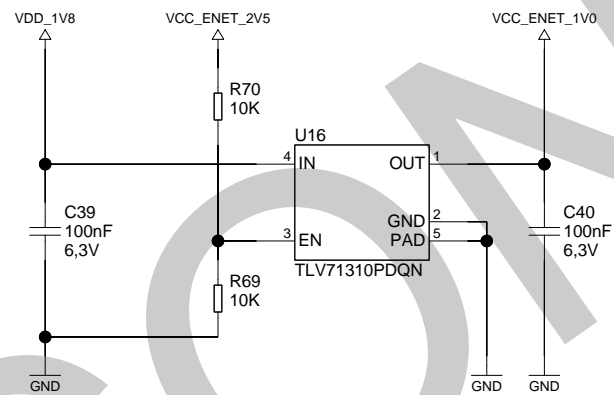 VDD_1V8
VCC_ENET_2V5
VCC_ENET_1V0
R70
10K
U16
4
IN
OUT
1
C39
100nF
6,3V
3
EN
GND
2
PAD
5
C40
100nF
6,3V
TLV71310PDQN
R69
10K
GND
GND
GND